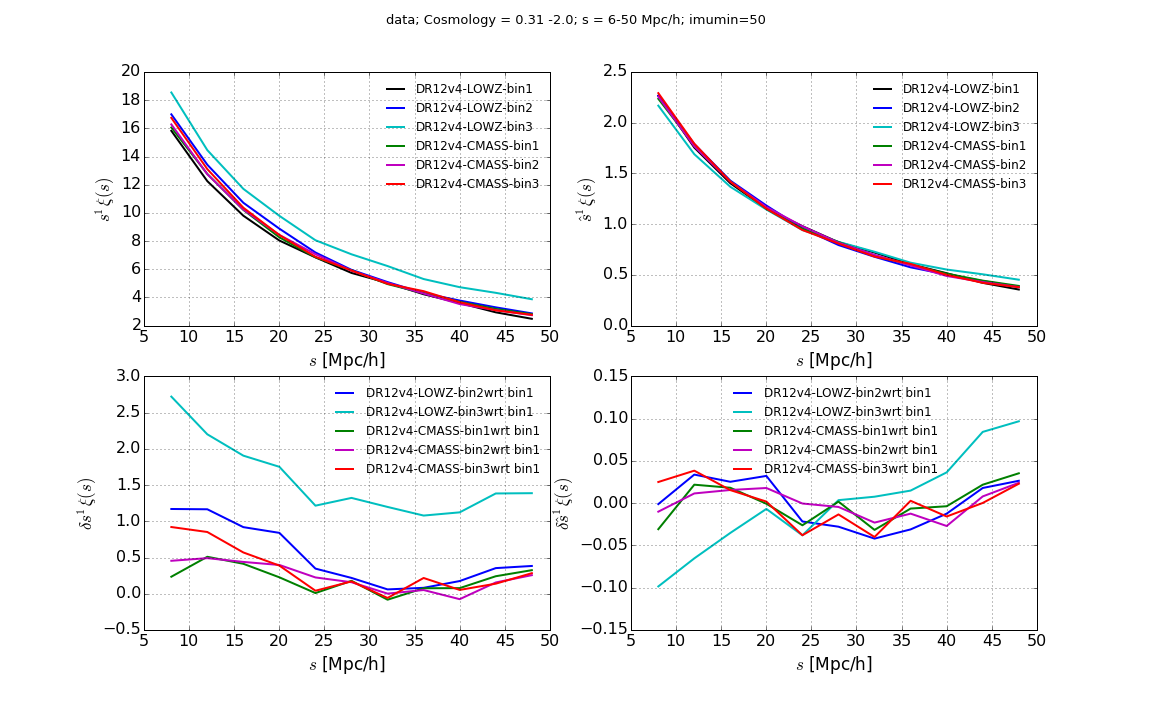 data; Cosmology = 0.31 -2.0; s = 6-50 Mpc/h; imumin=50
20
18
16
14
12
10
8
6
4
2
5 10 15 20 25 30 35 40 45 50
s¹ ξ(s)
s [Mpc/h]
DR12v4-LOWZ-bin1
DR12v4-LOWZ-bin2
DR12v4-LOWZ-bin3
DR12v4-CMASS-bin1
DR12v4-CMASS-bin2
DR12v4-CMASS-bin3
2.5
2.0
1.5
1.0
0.5
0.0
5 10 15 20 25 30 35 40 45 50
ŝ¹ ξ(s)
s [Mpc/h]
DR12v4-LOWZ-bin1
DR12v4-LOWZ-bin2
DR12v4-LOWZ-bin3
DR12v4-CMASS-bin1
DR12v4-CMASS-bin2
DR12v4-CMASS-bin3
3.0
2.5
2.0
1.5
1.0
0.5
0.0
−0.5
5 10 15 20 25 30 35 40 45 50
δs¹ ξ(s)
s [Mpc/h]
DR12v4-LOWZ-bin2wrt bin1
DR12v4-LOWZ-bin3wrt bin1
DR12v4-CMASS-bin1wrt bin1
DR12v4-CMASS-bin2wrt bin1
DR12v4-CMASS-bin3wrt bin1
0.15
0.10
0.05
0.00
−0.05
−0.10
−0.15
5 10 15 20 25 30 35 40 45 50
δ̂s¹ ξ(s)
s [Mpc/h]
DR12v4-LOWZ-bin2wrt bin1
DR12v4-LOWZ-bin3wrt bin1
DR12v4-CMASS-bin1wrt bin1
DR12v4-CMASS-bin2wrt bin1
DR12v4-CMASS-bin3wrt bin1